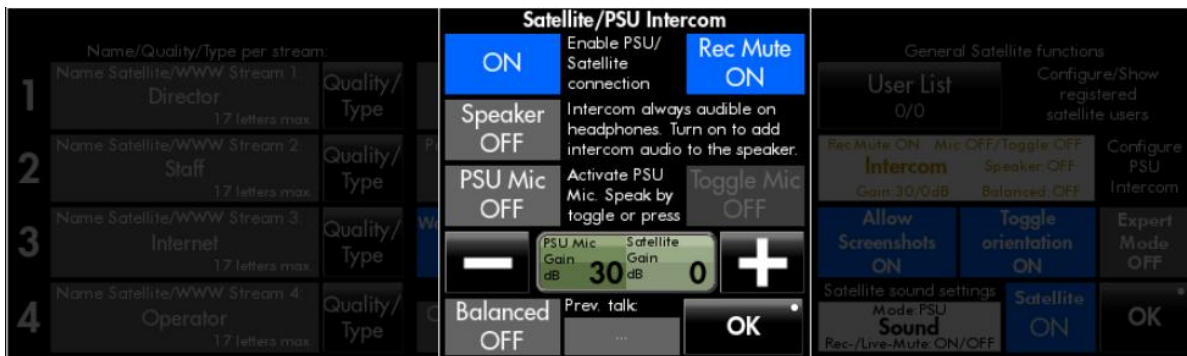 Satellite/PSU Intercom
ON
Enable PSU/
Satellite
connection
Rec Mute
ON
Speaker
OFF
Intercom always audible on
headphones. Turn on to add
intercom audio to the speaker.
PSU Mic
OFF
Activate PSU
Mic. Speak by
toggle or press
Toggle Mic
OFF
PSU Mic
Gain
dB 30
Satellite
Gain
dB 0
Balanced
OFF
Prev. talk:
...
OK
Name/Quality/Type per stream:
1
Name Satellite/WWW Stream 1:
Director
17 letters max.
Quality/
Type
2
Name Satellite/WWW Stream 2:
Staff
17 letters max.
Quality/
Type
3
Name Satellite/WWW Stream 3:
Internet
17 letters max.
Quality/
Type
4
Name Satellite/WWW Stream 4:
Operator
17 letters max.
Quality/
Type
General Satellite functions
User List
0/0
Configure/Show
registered
satellite users
Rec Mute ON Mic OFF/Toggle OFF
Intercom Speaker: OFF
Gain: 30/0dB Balanced: OFF
Configure
PSU
Intercom
Allow
Screenshots
ON
Toggle
orientation
ON
Expert
Mode
OFF
Satellite sound settings
Mode: PSU
Sound
Rec-/Live-Mute: ON/OFF
Satellite
ON
OK